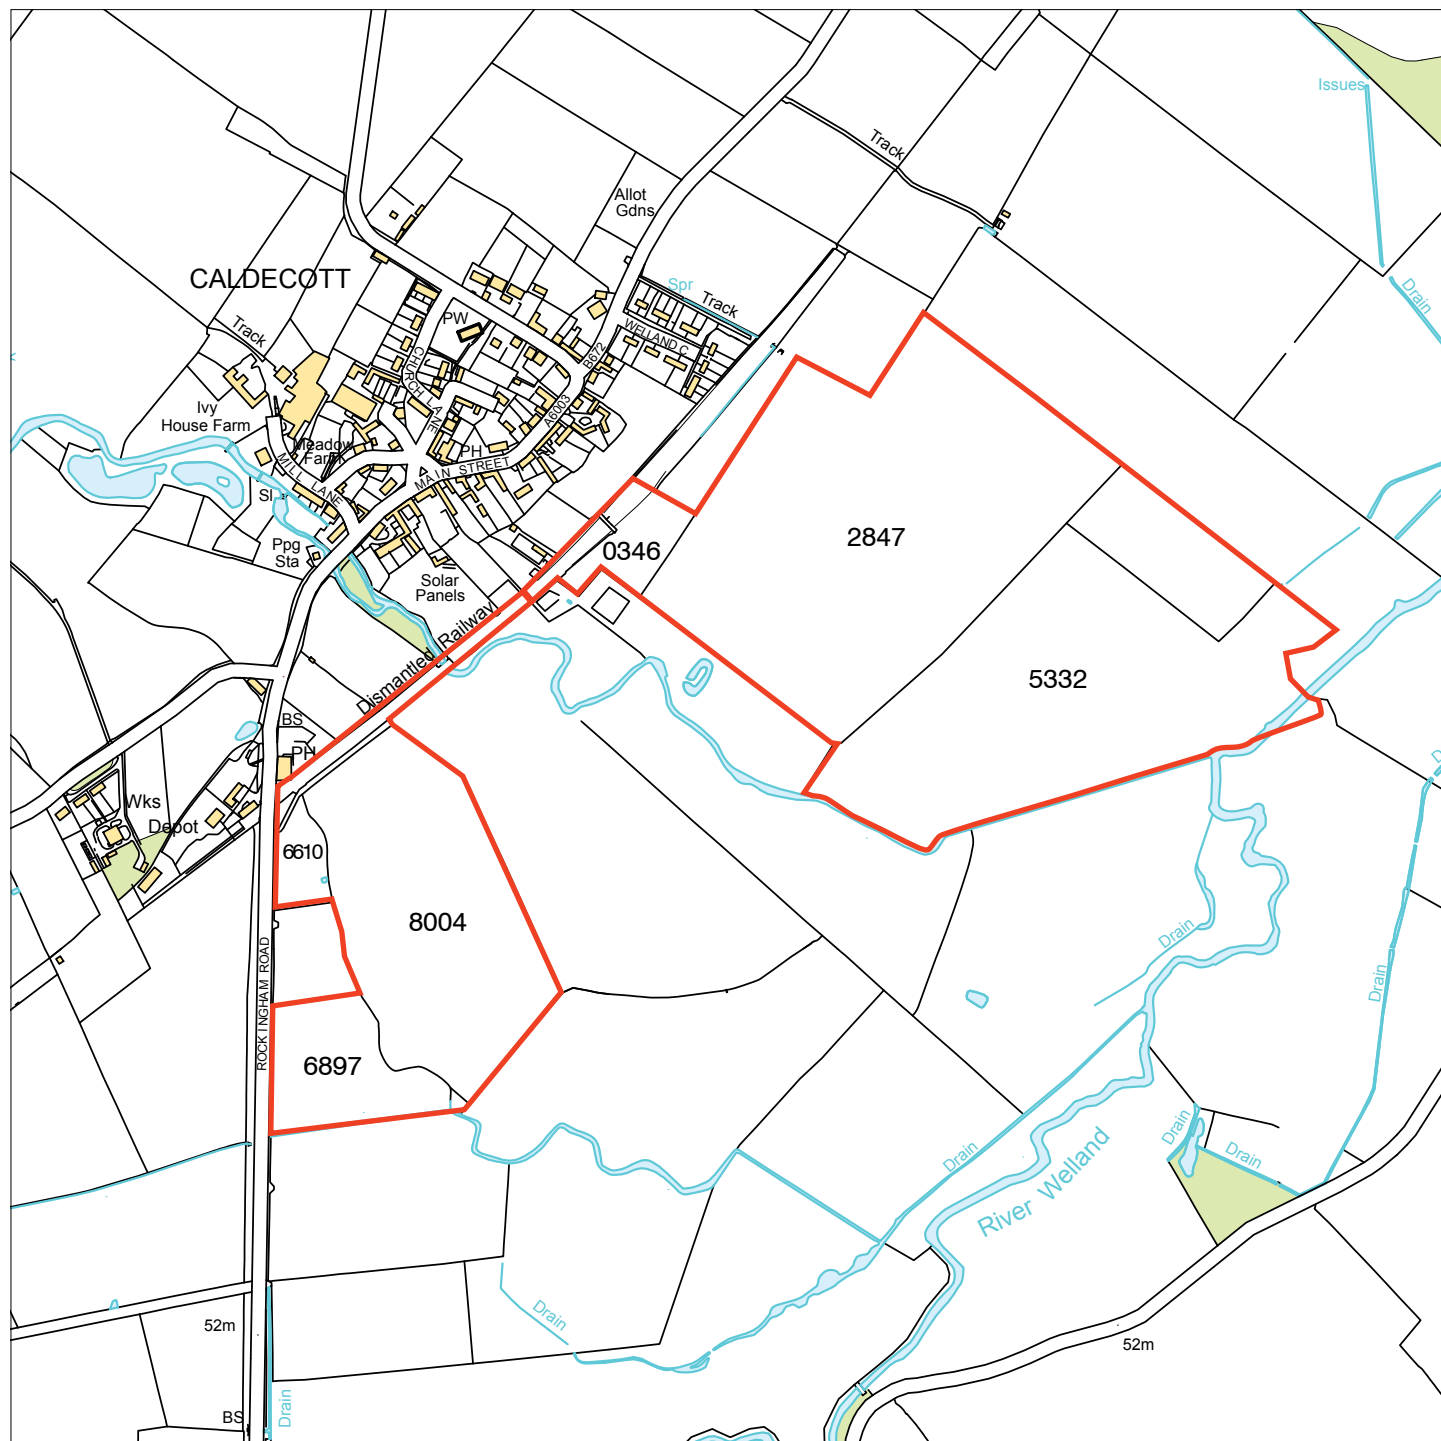 Issues
Track
Allot
Gdns
Drain
CALDECOTT
Spr
Track
PW
Track
WELLAND C
B672
CHURCH LANE
Ivy
House Farm
A6003
Meadow
Farm
PH
MAIN STREET
MILL LANE
Sl
2847
0346
Ppg
Sta
Solar
Panels
Dismantled Railway
5332
BS
PH
Wks
Depot
6610
8004
Drain
Drain
ROCKINGHAM ROAD
6897
Drain
Drain
Drain
River Welland
Drain
52m
52m
BS
Drain